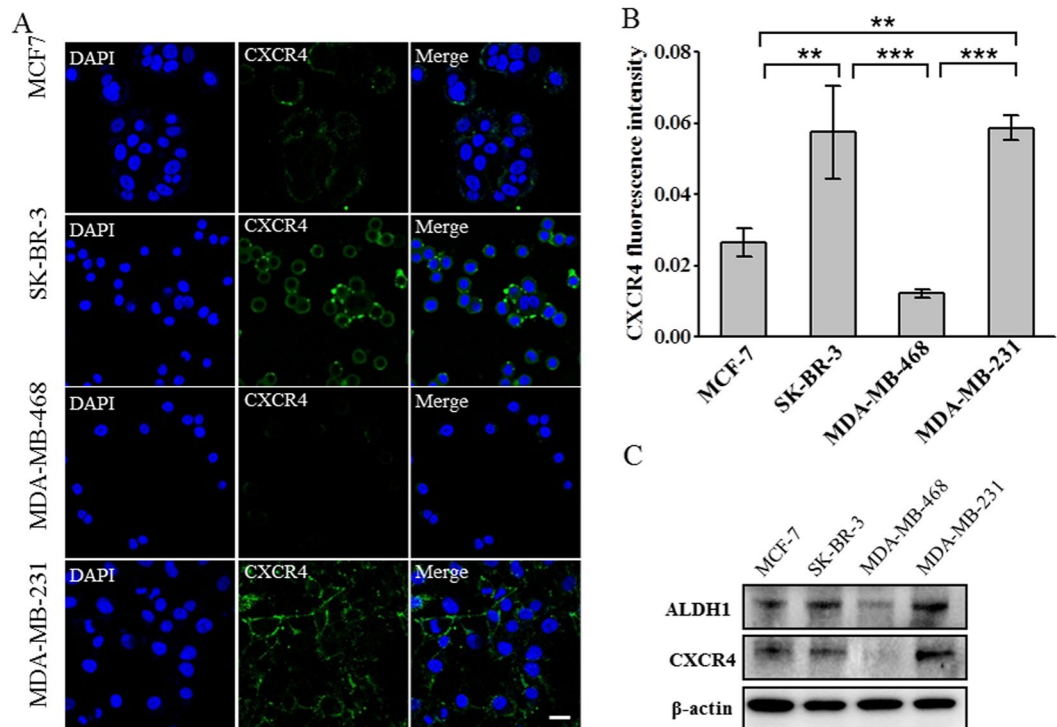 A
MCF7
DAPI
CXCR4
Merge
SK-BR-3
DAPI
CXCR4
Merge
MDA-MB-468
DAPI
CXCR4
Merge
MDA-MB-231
DAPI
CXCR4
Merge
B
CXCR4 fluorescence intensity
0.08
0.06
0.04
0.02
0.00
**
** *** ***
MCF-7
SK-BR-3
MDA-MB-468
MDA-MB-231
C
MCF-7
SK-BR-3
MDA-MB-468
MDA-MB-231
ALDH1
CXCR4
β-actin